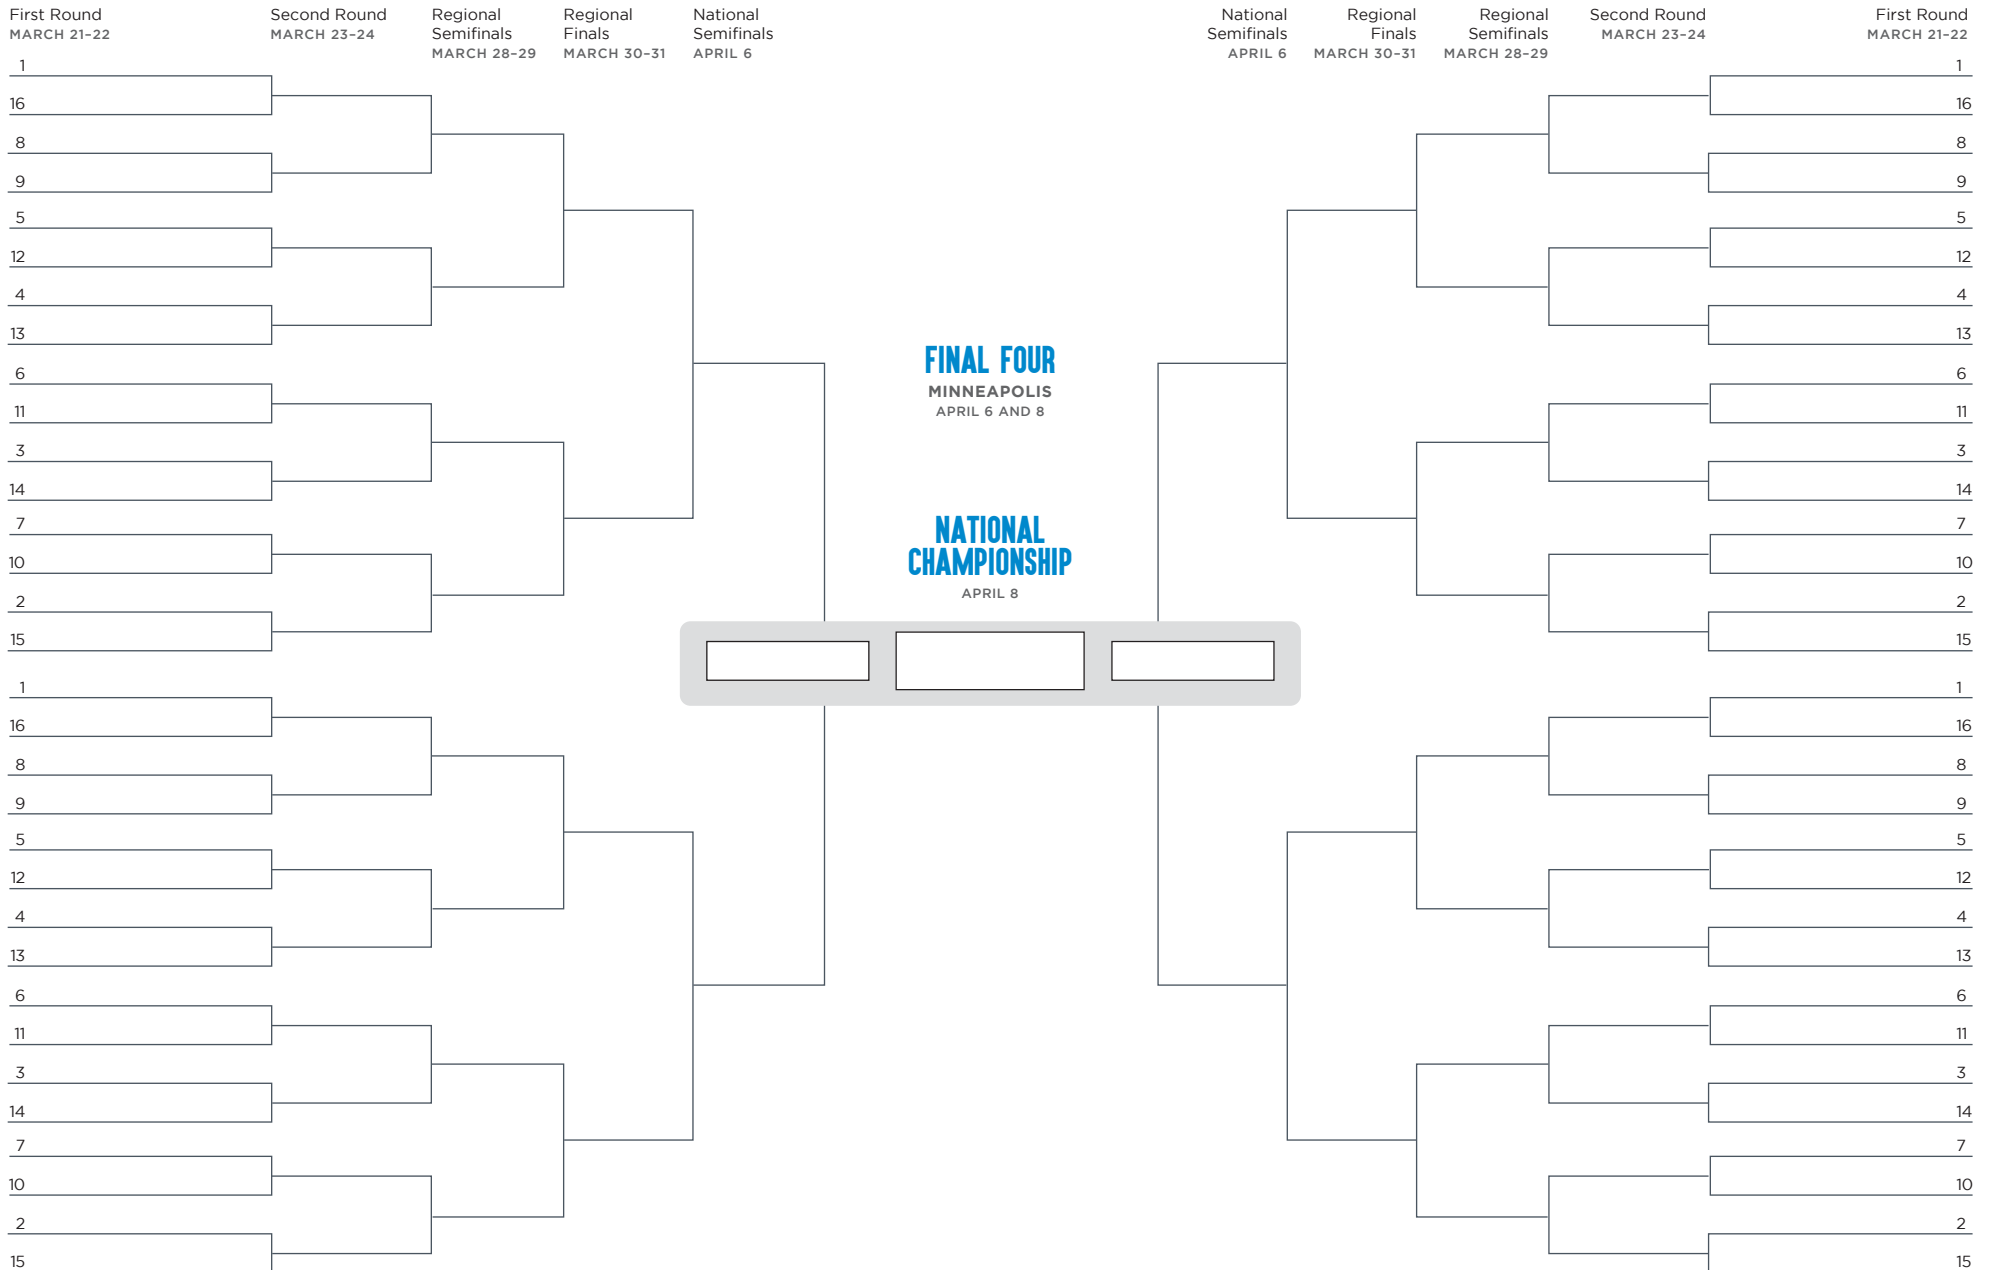 First Round
MARCH 21–22
Second Round
MARCH 23–24
Regional
Semifinals
MARCH 28–29
Regional
Finals
MARCH 30–31
National
Semifinals
APRIL 6
National
Semifinals
APRIL 6
Regional
Finals
MARCH 30–31
Regional
Semifinals
MARCH 28–29
Second Round
MARCH 23–24
First Round
MARCH 21–22
1
16
8
9
5
12
4
13
6
11
3
14
7
10
2
15
1
16
8
9
5
12
4
13
6
11
3
14
7
10
2
15
FINAL FOUR
MINNEAPOLIS
APRIL 6 AND 8
NATIONAL
CHAMPIONSHIP
APRIL 8
1
16
8
9
5
12
4
13
6
11
3
14
7
10
2
15
1
16
8
9
5
12
4
13
6
11
3
14
7
10
2
15